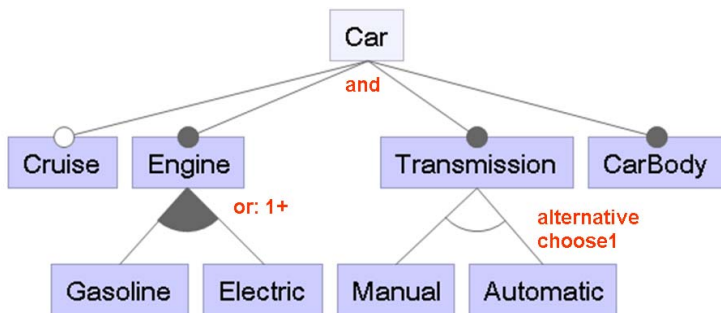 Car
and
Cruise
Engine
Transmission
CarBody
or: 1+
alternative
choose1
Gasoline
Electric
Manual
Automatic